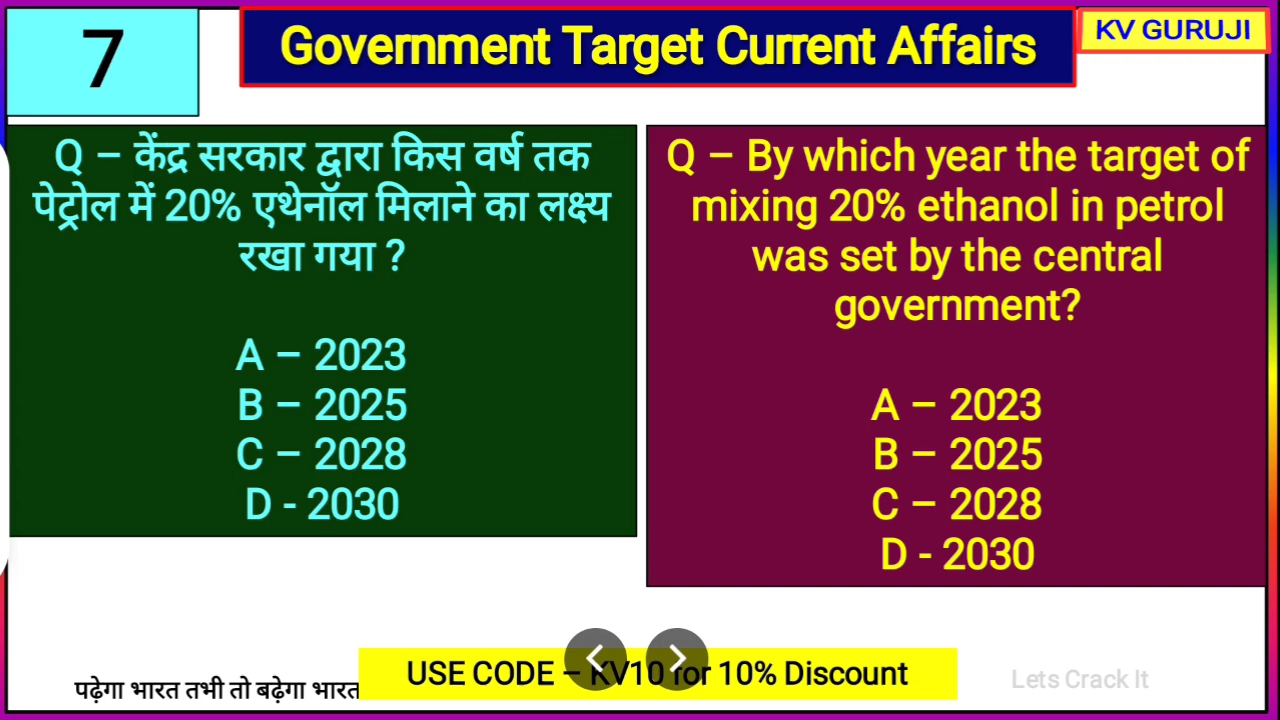 7
Government Target Current Affairs
KV GURUJI
Q – केंद्र सरकार द्वारा किस वर्ष तक
पेट्रोल में 20% एथेनॉल मिलाने का लक्ष्य
रखा गया ?
A – 2023
B – 2025
C – 2028
D - 2030
Q – By which year the target of
mixing 20% ethanol in petrol
was set by the central
government?
A – 2023
B – 2025
C – 2028
D - 2030
पढ़ेगा भारत तभी तो बढ़ेगा भारत
USE CODE – KV10 for 10% Discount
Lets Crack It